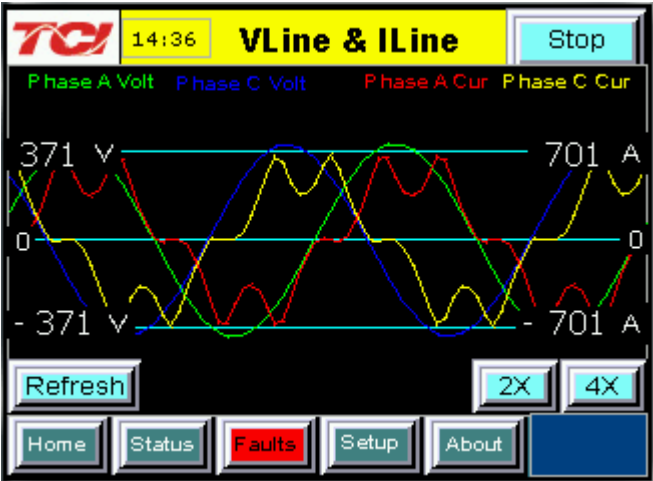 TCI 14:36 VLine & ILine Stop
Phase A Volt Phase C Volt Phase A Cur Phase C Cur
371 V 701 A
0 0
- 371 V - 701 A
Refresh 2X 4X
Home Status Faults Setup About